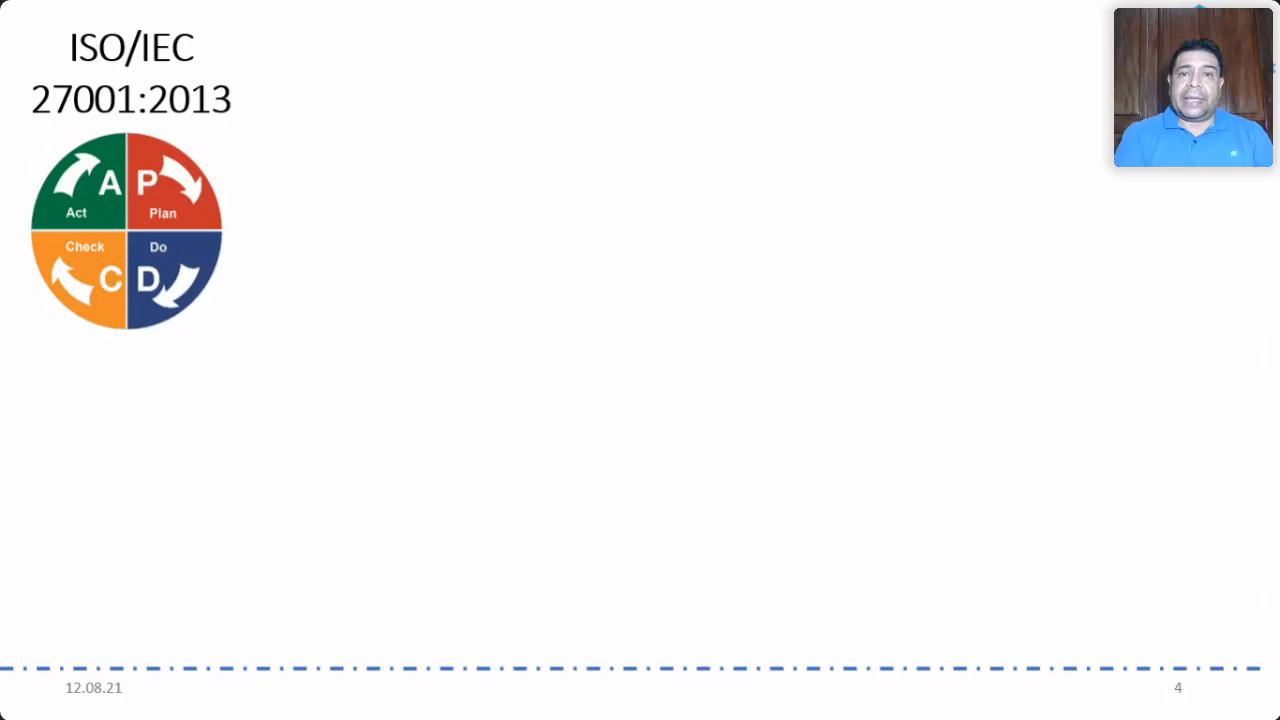 ISO/IEC
27001:2013
A P
Act Plan
Check Do
C D
12.08.21 4